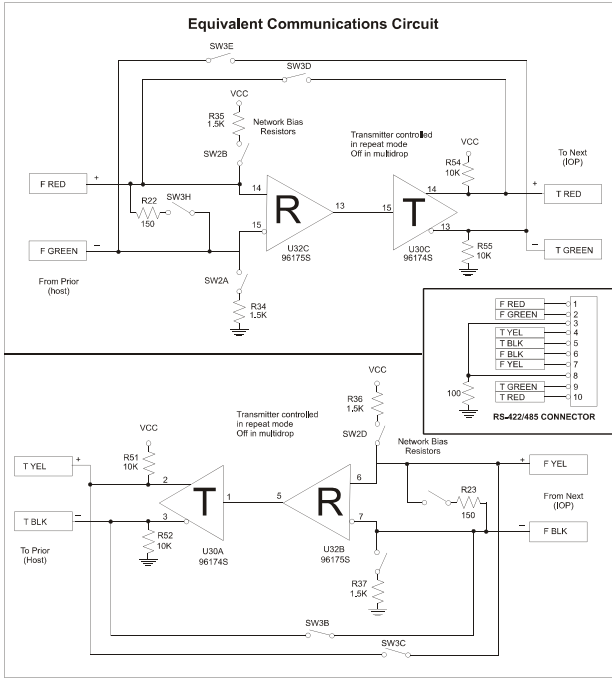 Equivalent Communications Circuit
SW3E
SW3D
VCC
R35
1.5K
Network Bias
Resistors
SW2B
Transmitter controlled
in repeat mode
Off in multidrop
VCC
R54
10K
To Next
(IOP)
F RED
+
14
R
13
15
T
14
+
T RED
R22
150
SW3H
15
13
F GREEN
–
U32C
96175S
U30C
96174S
R55
10K
–
T GREEN
From Prior
(host)
SW2A
R34
1.5K
F RED
1
F GREEN
2
3
T YEL
4
T BLK
5
F BLK
6
F YEL
7
8
100
T GREEN
9
T RED
10
RS-422/485 CONNECTOR
VCC
R36
1.5K
SW2D
Transmitter controlled
in repeat mode
Off in multidrop
VCC
R51
10K
Network Bias
Resistors
T YEL
+
2
T
1
5
R
6
+
F YEL
R23
150
From Next
(IOP)
T BLK
–
3
7
–
F BLK
To Prior
(Host)
R52
10K
U30A
96174S
U32B
96175S
R37
1.5K
SW3B
SW3C